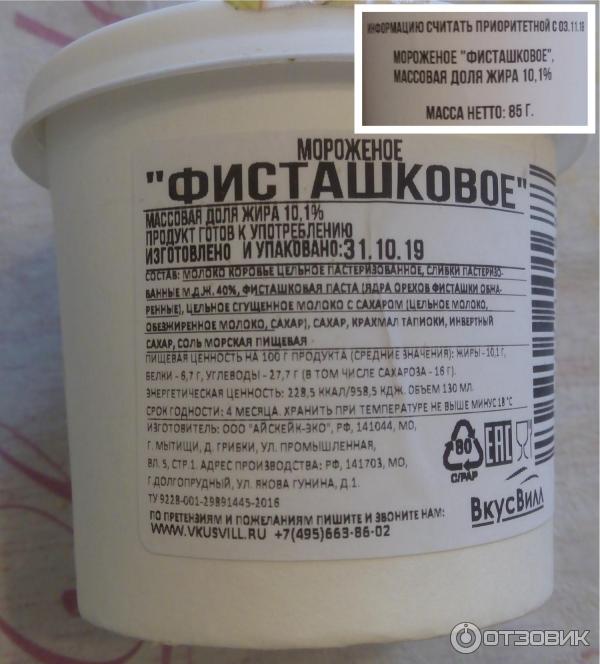 ИНФОРМАЦИЮ СЧИТАТЬ ПРИОРИТЕТНОЙ С 03.11.18
МОРОЖЕНОЕ "ФИСТАШКОВОЕ",
МАССОВАЯ ДОЛЯ ЖИРА 10,1%
МАССА НЕТТО: 85 Г.
МОРОЖЕНОЕ
"ФИСТАШКОВОЕ"
МАССОВАЯ ДОЛЯ ЖИРА 10,1%
ПРОДУКТ ГОТОВ К УПОТРЕБЛЕНИЮ
ИЗГОТОВЛЕНО И УПАКОВАНО:31.10.19
СОСТАВ: МОЛОКО КОРОВЬЕ ЦЕЛЬНОЕ ПАСТЕРИЗОВАННОЕ, СЛИВКИ ПАСТЕРИЗО-
ВАННЫЕ М.Д.Ж. 40%, ФИСТАШКОВАЯ ПАСТА (ЯДРА ОРЕХОВ ФИСТАШКИ ОБЖА-
РЕННЫЕ), ЦЕЛЬНОЕ СГУЩЕННОЕ МОЛОКО С САХАРОМ (ЦЕЛЬНОЕ МОЛОКО,
ОБЕЗЖИРЕННОЕ МОЛОКО, САХАР), САХАР, КРАХМАЛ ТАПИОКИ, ИНВЕРТНЫЙ
САХАР, СОЛЬ МОРСКАЯ ПИЩЕВАЯ
ПИЩЕВАЯ ЦЕННОСТЬ НА 100 Г ПРОДУКТА (СРЕДНИЕ ЗНАЧЕНИЯ): ЖИРЫ - 10,1 Г,
БЕЛКИ - 6,7 Г, УГЛЕВОДЫ - 27,7 Г (В ТОМ ЧИСЛЕ САХАРОЗА - 16 Г).
ЭНЕРГЕТИЧЕСКАЯ ЦЕННОСТЬ: 228,5 ККАЛ/958,5 КДЖ. ОБЪЕМ 130 МЛ.
СРОК ГОДНОСТИ: 4 МЕСЯЦА. ХРАНИТЬ ПРИ ТЕМПЕРАТУРЕ НЕ ВЫШЕ МИНУС 18 °С
ИЗГОТОВИТЕЛЬ: ООО "АЙСКЕЙК-ЭКО", РФ, 141044, МО,
Г. МЫТИЩИ, Д. ГРИБКИ, УЛ. ПРОМЫШЛЕННАЯ,
ВЛ. 5, СТР.1. АДРЕС ПРОИЗВОДСТВА: РФ, 141703, МО,
Г.ДОЛГОПРУДНЫЙ, УЛ. ЯКОВА ГУНИНА, Д.1.
ТУ 9228-001-29891445-2016
ПО ПРЕТЕНЗИЯМ И ПОЖЕЛАНИЯМ ПИШИТЕ И ЗВОНИТЕ НАМ:
WWW.VKUSVILL.RU +7(495)663-86-02
80
C/PAP
EAC
ВкусВилл
ОТЗОВИК